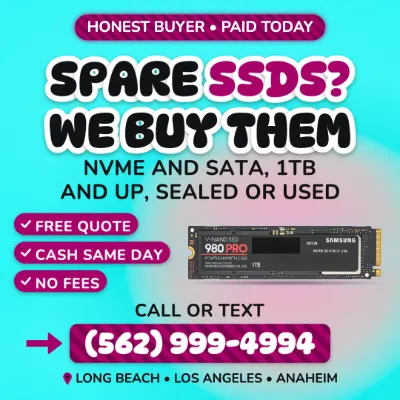 HONEST BUYER • PAID TODAY
SPARE SSDS?
WE BUY THEM
NVME AND SATA, 1TB
AND UP, SEALED OR USED
FREE QUOTE
CASH SAME DAY
NO FEES
V-NAND SSD
980 PRO
SAMSUNG
1TB
CALL OR TEXT
(562) 999-4994
LONG BEACH • LOS ANGELES • ANAHEIM